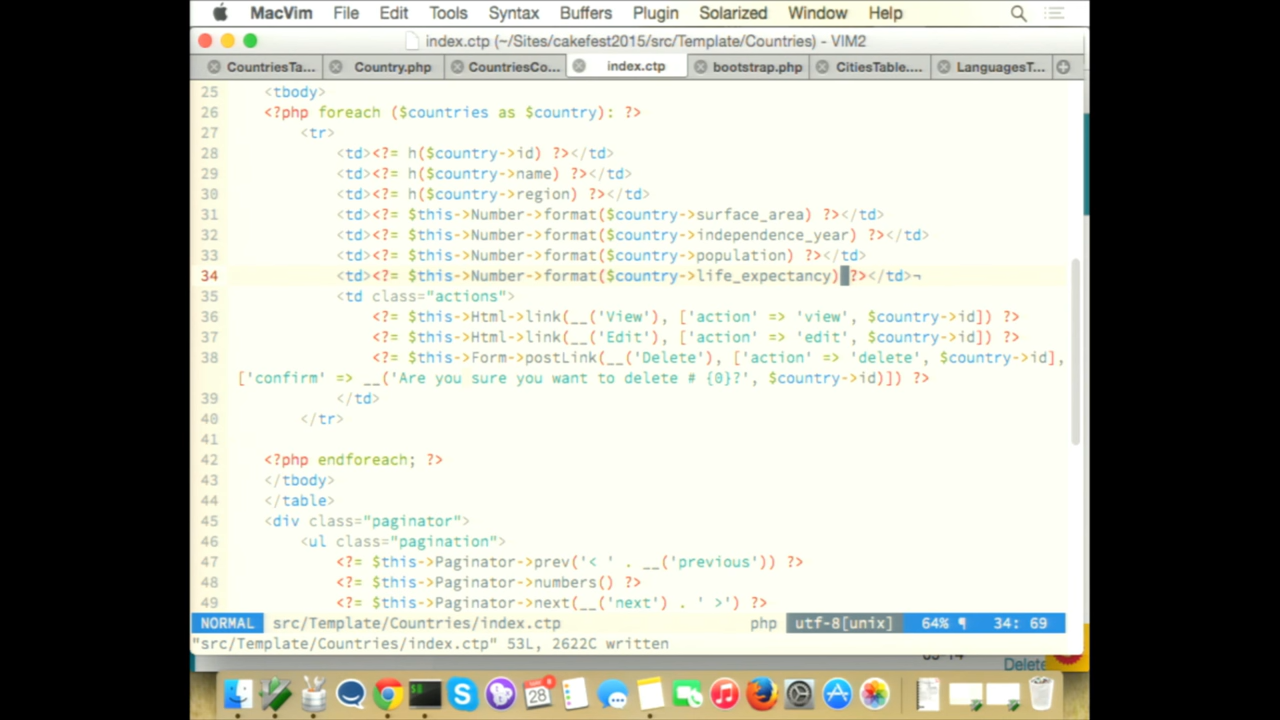 MacVim File Edit Tools Syntax Buffers Plugin Solarized Window Help
index.ctp (~/Sites/cakefest2015/src/Template/Countries) - VIM2
CountriesTa... Country.php CountriesCo... index.ctp bootstrap.php CitiesTable.... LanguagesT...
25 <tbody>
26 <?php foreach ($countries as $country): ?>
27 <tr>
28 <td><?= h($country->id) ?></td>
29 <td><?= h($country->name) ?></td>
30 <td><?= h($country->region) ?></td>
31 <td><?= $this->Number->format($country->surface_area) ?></td>
32 <td><?= $this->Number->format($country->independence_year) ?></td>
33 <td><?= $this->Number->format($country->population) ?></td>
34 <td><?= $this->Number->format($country->life_expectancy) ?></td>¬
35 <td class="actions">
36 <?= $this->Html->link(__('View'), ['action' => 'view', $country->id]) ?>
37 <?= $this->Html->link(__('Edit'), ['action' => 'edit', $country->id]) ?>
38 <?= $this->Form->postLink(__('Delete'), ['action' => 'delete', $country->id],
['confirm' => __('Are you sure you want to delete # {0}?', $country->id)]) ?>
39 </td>
40 </tr>
41
42 <?php endforeach; ?>
43 </tbody>
44 </table>
45 <div class="paginator">
46 <ul class="pagination">
47 <?= $this->Paginator->prev('< ' . __('previous')) ?>
48 <?= $this->Paginator->numbers() ?>
49 <?= $this->Paginator->next(__('next') . ' >') ?>
NORMAL src/Template/Countries/index.ctp php utf-8[unix] 64% ¶ 34: 69
"src/Template/Countries/index.ctp" 53L, 2622C written
Delete
28